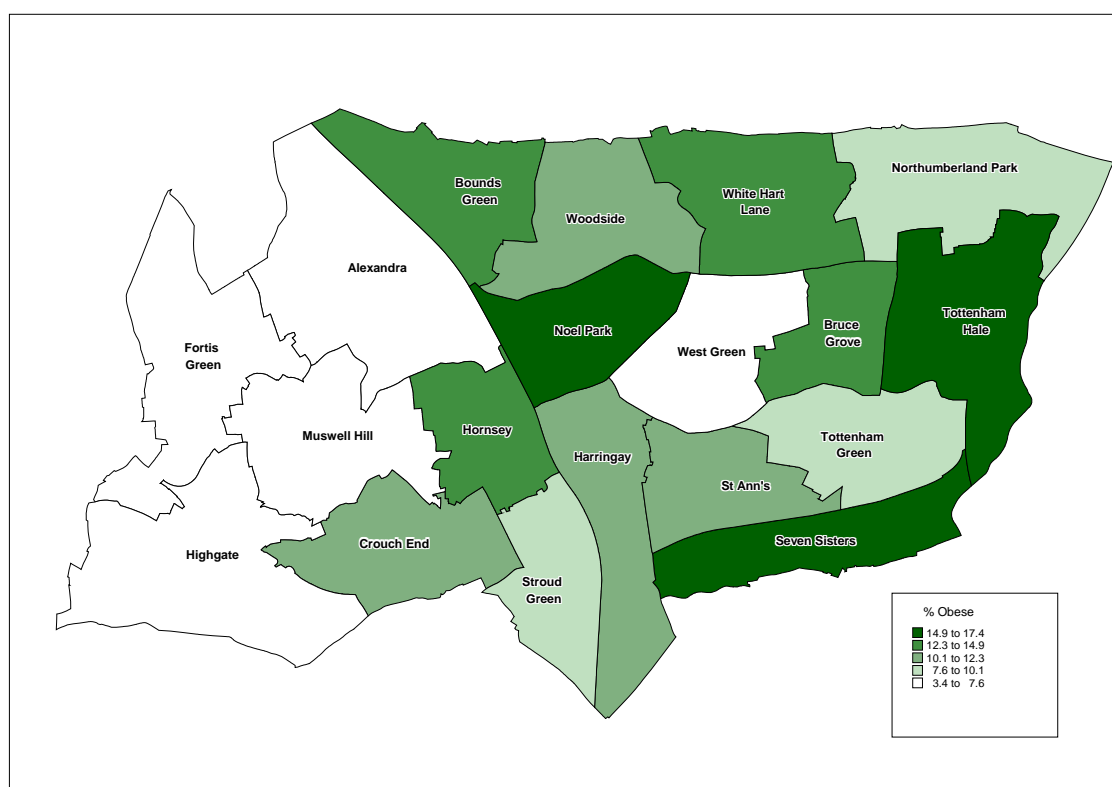 Northumberland Park
Bounds
Green
White Hart
Lane
Woodside
Alexandra
Tottenham
Hale
Bruce
Grove
Noel Park
Fortis
Green
West Green
Hornsey
Muswell Hill
Tottenham
Green
Harringay
St Ann's
Seven Sisters
Crouch End
Highgate
Stroud
Green
% Obese
14.9 to 17.4
12.3 to 14.9
10.1 to 12.3
7.6 to 10.1
3.4 to 7.6